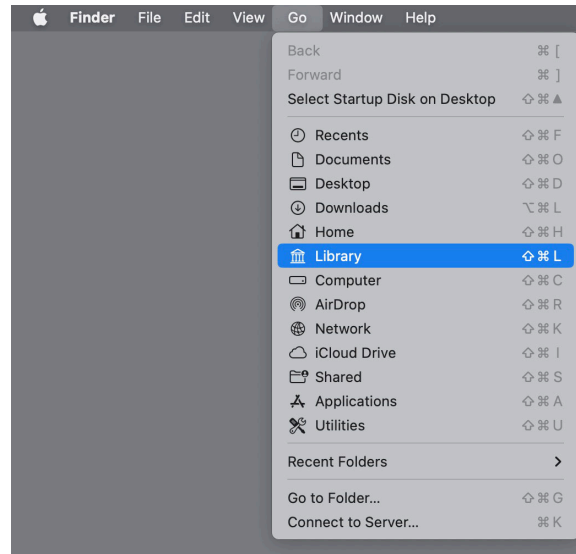 Finder File Edit View Go Window Help
Back ⌘ [
Forward ⌘ ]
Select Startup Disk on Desktop ⇧ ⌘ ▲
Recents ⇧ ⌘ F
Documents ⇧ ⌘ O
Desktop ⇧ ⌘ D
Downloads ⌥ ⌘ L
Home ⇧ ⌘ H
Library ⇧ ⌘ L
Computer ⇧ ⌘ C
AirDrop ⇧ ⌘ R
Network ⇧ ⌘ K
iCloud Drive ⇧ ⌘ I
Shared ⇧ ⌘ S
Applications ⇧ ⌘ A
Utilities ⇧ ⌘ U
Recent Folders >
Go to Folder... ⇧ ⌘ G
Connect to Server... ⌘ K